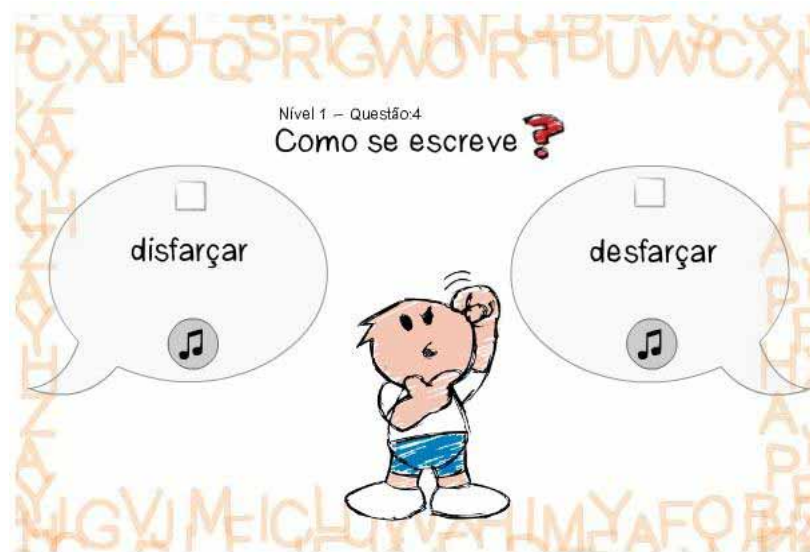 Nível 1 – Questão:4
Como se escreve?
disfarçar
desfarçar